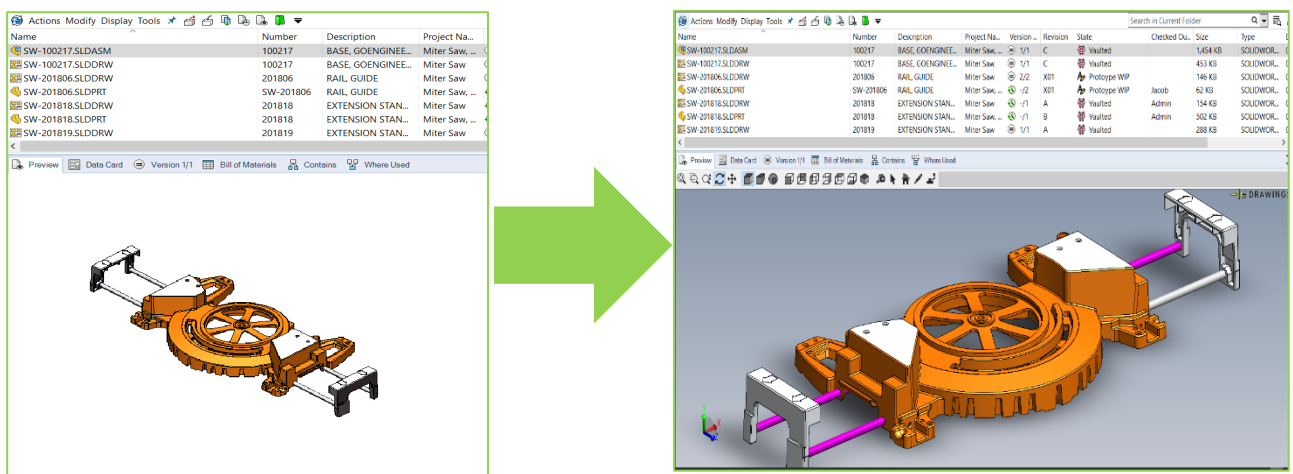 Actions Modify Display Tools
Name Number Description Project Na...
SW-100217.SLDASM 100217 BASE, GOENGINEE... Miter Saw, ...
SW-100217.SLDDRW 100217 BASE, GOENGINEE... Miter Saw
SW-201806.SLDDRW 201806 RAIL, GUIDE Miter Saw
SW-201806.SLDPRT SW-201806 RAIL, GUIDE Miter Saw, ...
SW-201818.SLDDRW 201818 EXTENSION STAN... Miter Saw
SW-201818.SLDPRT 201818 EXTENSION STAN... Miter Saw, ...
SW-201819.SLDDRW 201819 EXTENSION STAN... Miter Saw
Preview Data Card Version 1/1 Bill of Materials Contains Where Used
Actions Modify Display Tools Search in Current Folder
Name Number Description Project Na... Version ... Revision State Checked Ou... Size Type
SW-100217.SLDASM 100217 BASE, GOENGINEE... Miter Saw, ... 1/1 C Vaulted 1,454 KB SOLIDWOR...
SW-100217.SLDDRW 100217 BASE, GOENGINEE... Miter Saw 1/1 C Vaulted 453 KB SOLIDWOR...
SW-201806.SLDDRW 201806 RAIL, GUIDE Miter Saw 2/2 X01 Protoype WIP 146 KB SOLIDWOR...
SW-201806.SLDPRT SW-201806 RAIL, GUIDE Miter Saw, ... -/2 X01 Protoype WIP Jacob 62 KB SOLIDWOR...
SW-201818.SLDDRW 201818 EXTENSION STAN... Miter Saw -/1 A Vaulted Admin 154 KB SOLIDWOR...
SW-201818.SLDPRT 201818 EXTENSION STAN... Miter Saw, ... -/1 B Vaulted Admin 502 KB SOLIDWOR...
SW-201819.SLDDRW 201819 EXTENSION STAN... Miter Saw 1/1 A Vaulted 288 KB SOLIDWOR...
Preview Data Card Version 1/1 Bill of Materials Contains Where Used
DRAWINGS